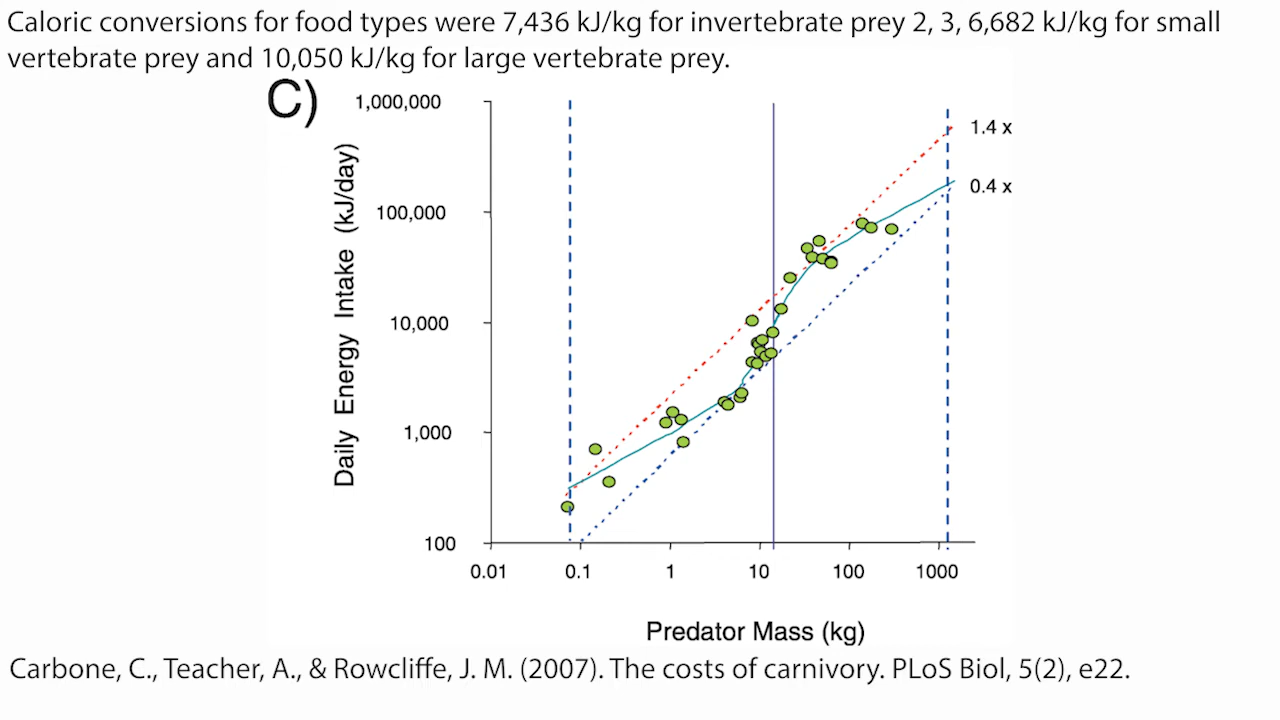 Caloric conversions for food types were 7,436 kJ/kg for invertebrate prey 2, 3, 6,682 kJ/kg for small
vertebrate prey and 10,050 kJ/kg for large vertebrate prey.
C)
1,000,000
1.4 x
0.4 x
100,000
10,000
1,000
100
Daily Energy Intake (kJ/day)
0.01 0.1 1 10 100 1000
Predator Mass (kg)
Carbone, C., Teacher, A., & Rowcliffe, J. M. (2007). The costs of carnivory. PLoS Biol, 5(2), e22.